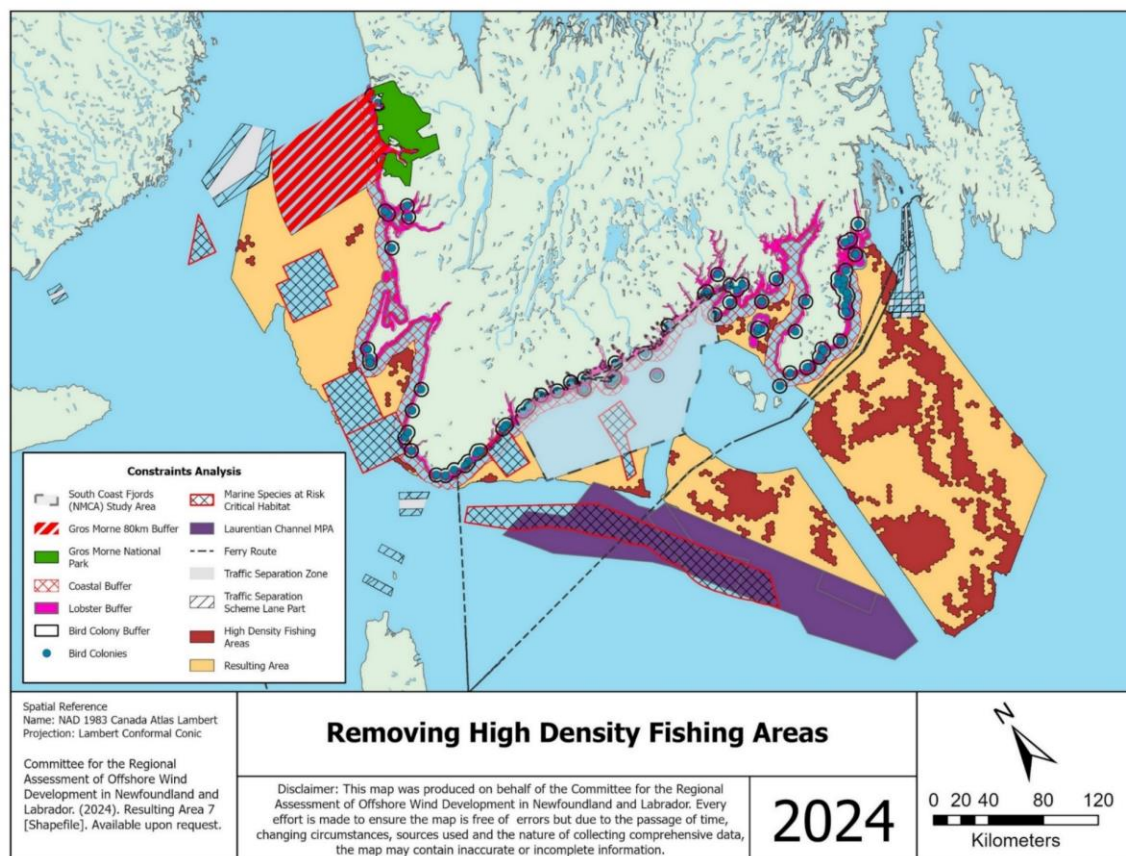 Constraints Analysis
South Coast Fjords
(NMCA) Study Area
Gros Morne 80km Buffer
Gros Morne National
Park
Coastal Buffer
Lobster Buffer
Bird Colony Buffer
Bird Colonies
Marine Species at Risk
Critical Habitat
Laurentian Channel MPA
Ferry Route
Traffic Separation Zone
Traffic Separation
Scheme Lane Part
High Density Fishing
Areas
Resulting Area
Spatial Reference
Name: NAD 1983 Canada Atlas Lambert
Projection: Lambert Conformal Conic
Committee for the Regional
Assessment of Offshore Wind
Development in Newfoundland and
Labrador. (2024). Resulting Area 7
[Shapefile]. Available upon request.
Removing High Density Fishing Areas
Disclaimer: This map was produced on behalf of the Committee for the Regional
Assessment of Offshore Wind Development in Newfoundland and Labrador. Every
effort is made to ensure the map is free of errors but due to the passage of time,
changing circumstances, sources used and the nature of collecting comprehensive data,
the map may contain inaccurate or incomplete information.
2024
N
0 20 40 80 120
Kilometers